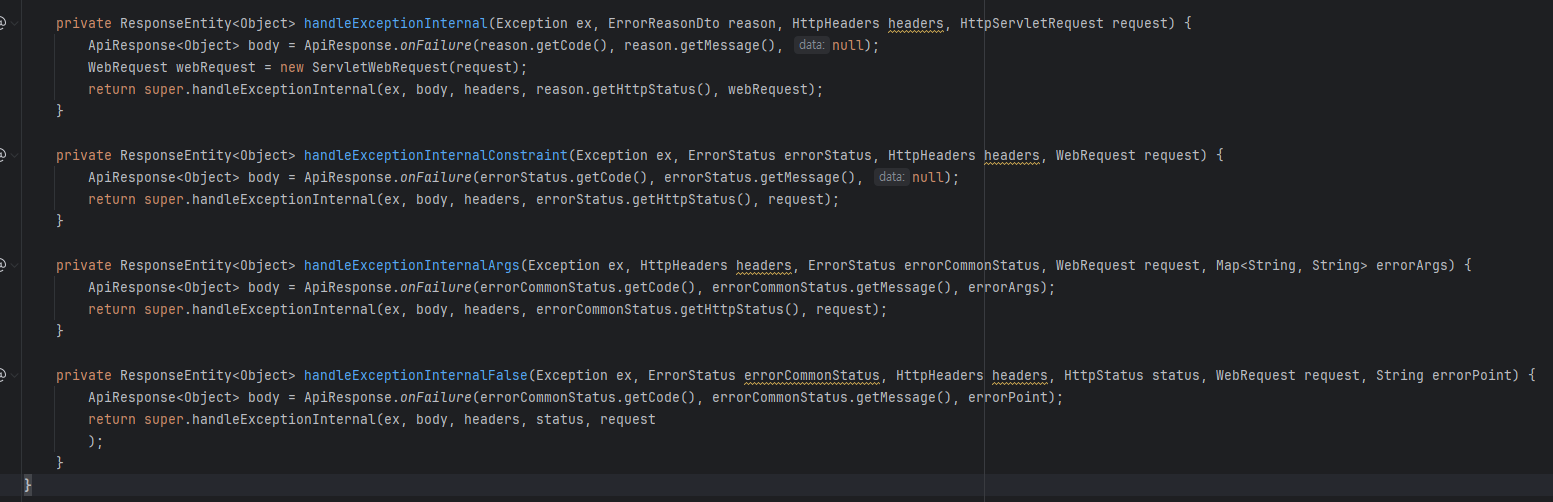 private ResponseEntity<Object> handleExceptionInternal(Exception ex, ErrorReasonDto reason, HttpHeaders headers, HttpServletRequest request) {
ApiResponse<Object> body = ApiResponse.onFailure(reason.getCode(), reason.getMessage(), data: null);
WebRequest webRequest = new ServletWebRequest(request);
return super.handleExceptionInternal(ex, body, headers, reason.getHttpStatus(), webRequest);
}
private ResponseEntity<Object> handleExceptionInternalConstraint(Exception ex, ErrorStatus errorStatus, HttpHeaders headers, WebRequest request) {
ApiResponse<Object> body = ApiResponse.onFailure(errorStatus.getCode(), errorStatus.getMessage(), data: null);
return super.handleExceptionInternal(ex, body, headers, errorStatus.getHttpStatus(), request);
}
private ResponseEntity<Object> handleExceptionInternalArgs(Exception ex, HttpHeaders headers, ErrorStatus errorCommonStatus, WebRequest request, Map<String, String> errorArgs) {
ApiResponse<Object> body = ApiResponse.onFailure(errorCommonStatus.getCode(), errorCommonStatus.getMessage(), errorArgs);
return super.handleExceptionInternal(ex, body, headers, errorCommonStatus.getHttpStatus(), request);
}
private ResponseEntity<Object> handleExceptionInternalFalse(Exception ex, ErrorStatus errorCommonStatus, HttpHeaders headers, HttpStatus status, WebRequest request, String errorPoint) {
ApiResponse<Object> body = ApiResponse.onFailure(errorCommonStatus.getCode(), errorCommonStatus.getMessage(), errorPoint);
return super.handleExceptionInternal(ex, body, headers, status, request
);
}
}